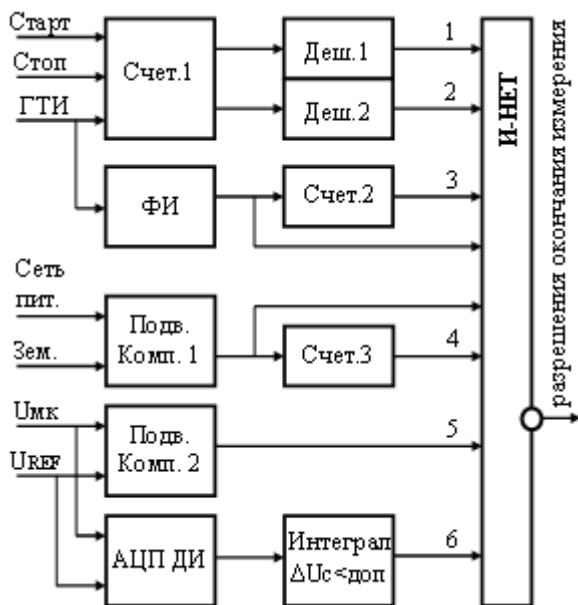 Старт
Стоп
ГТИ
Счет.1
Деш.1
1
Деш.2
2
ФИ
Счет.2
3
Сеть
пит.
Зем.
Подв.
Комп. 1
Счет.3
4
Uмк
UREF
Подв.
Комп. 2
5
АЦП ДИ
Интеграл
ΔUc<доп
6
И-НЕТ
разрешения окончания измерения